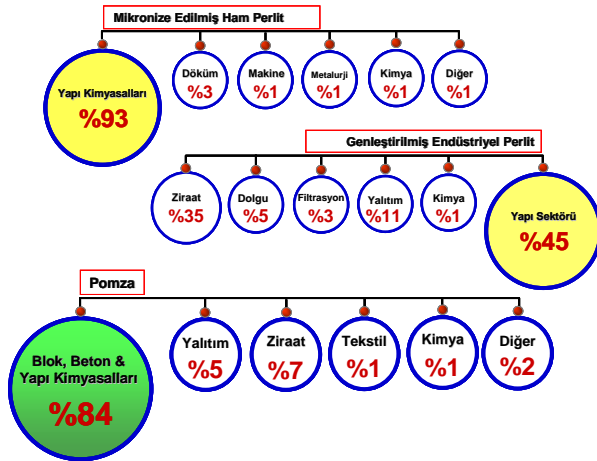 Mikronize Edilmiş Ham Perlit
Yapı Kimyasalları
%93
Döküm
%3
Makine
%1
Metalurji
%1
Kimya
%1
Diğer
%1
Genleştirilmiş Endüstriyel Perlit
Ziraat
%35
Dolgu
%5
Filtrasyon
%3
Yalıtım
%11
Kimya
%1
Yapı Sektörü
%45
Pomza
Blok, Beton &
Yapı Kimyasalları
%84
Yalıtım
%5
Ziraat
%7
Tekstil
%1
Kimya
%1
Diğer
%2